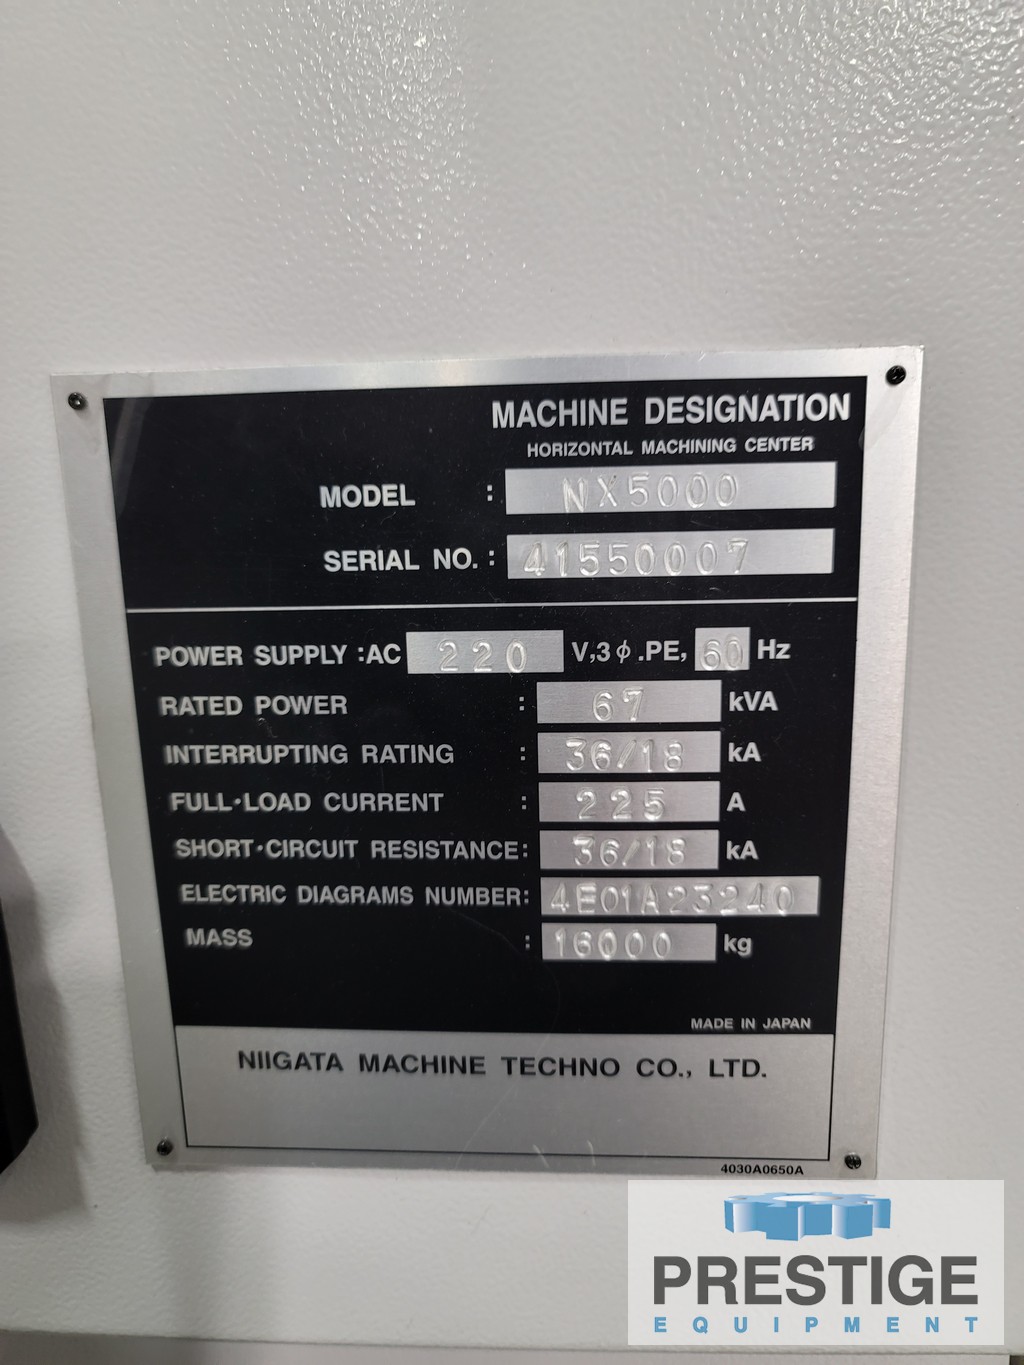 MACHINE DESIGNATION
HORIZONTAL MACHINING CENTER
MODEL : NX5000
SERIAL NO. : 41550007
POWER SUPPLY :AC 220 V,3φ.PE, 60 Hz
RATED POWER : 67 kVA
INTERRUPTING RATING : 36/18 kA
FULL·LOAD CURRENT : 225 A
SHORT·CIRCUIT RESISTANCE: 36/18 kA
ELECTRIC DIAGRAMS NUMBER: 4E01A23240
MASS : 16000 kg
MADE IN JAPAN
NIIGATA MACHINE TECHNO CO., LTD.
4030A0650A
PRESTIGE
EQUIPMENT